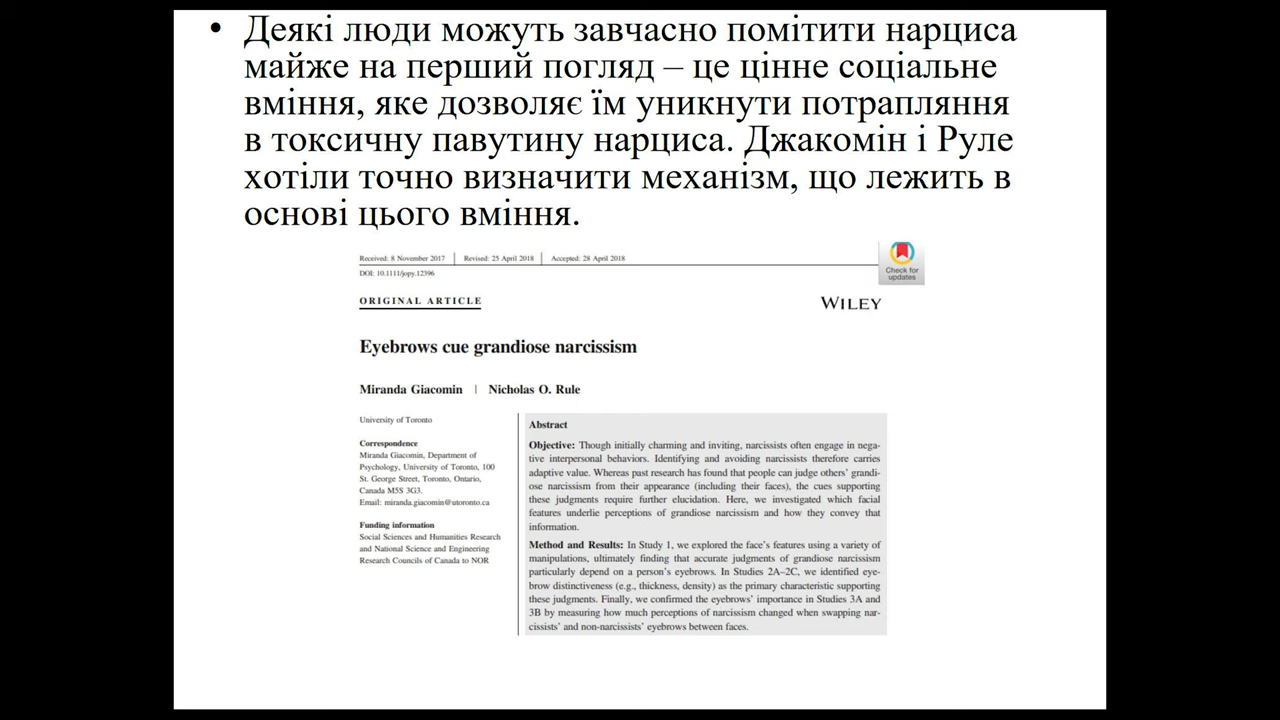 • Деякі люди можуть завчасно помітити нарциса
майже на перший погляд – це цінне соціальне
вміння, яке дозволяє їм уникнути потрапляння
в токсичну павутину нарциса. Джакомін і Руле
хотіли точно визначити механізм, що лежить в
основі цього вміння.
Received: 8 November 2017 | Revised: 25 April 2018 | Accepted: 28 April 2018
DOI: 10.1111/jopy.12396
Check for
updates
ORIGINAL ARTICLE
WILEY
Eyebrows cue grandiose narcissism
Miranda Giacomin | Nicholas O. Rule
University of Toronto
Correspondence
Miranda Giacomin, Department of
Psychology, University of Toronto, 100
St. George Street, Toronto, Ontario,
Canada M5S 3G3.
Email: miranda.giacomin@utoronto.ca
Funding information
Social Sciences and Humanities Research
and National Science and Engineering
Research Councils of Canada to NOR
Abstract
Objective: Though initially charming and inviting, narcissists often engage in nega-
tive interpersonal behaviors. Identifying and avoiding narcissists therefore carries
adaptive value. Whereas past research has found that people can judge others’ grandi-
ose narcissism from their appearance (including their faces), the cues supporting
these judgments require further elucidation. Here, we investigated which facial
features underlie perceptions of grandiose narcissism and how they convey that
information.
Method and Results: In Study 1, we explored the face’s features using a variety of
manipulations, ultimately finding that accurate judgments of grandiose narcissism
particularly depend on a person’s eyebrows. In Studies 2A–2C, we identified eye-
brow distinctiveness (e.g., thickness, density) as the primary characteristic supporting
these judgments. Finally, we confirmed the eyebrows’ importance in Studies 3A and
3B by measuring how much perceptions of narcissism changed when swapping nar-
cissists’ and non-narcissists’ eyebrows between faces.